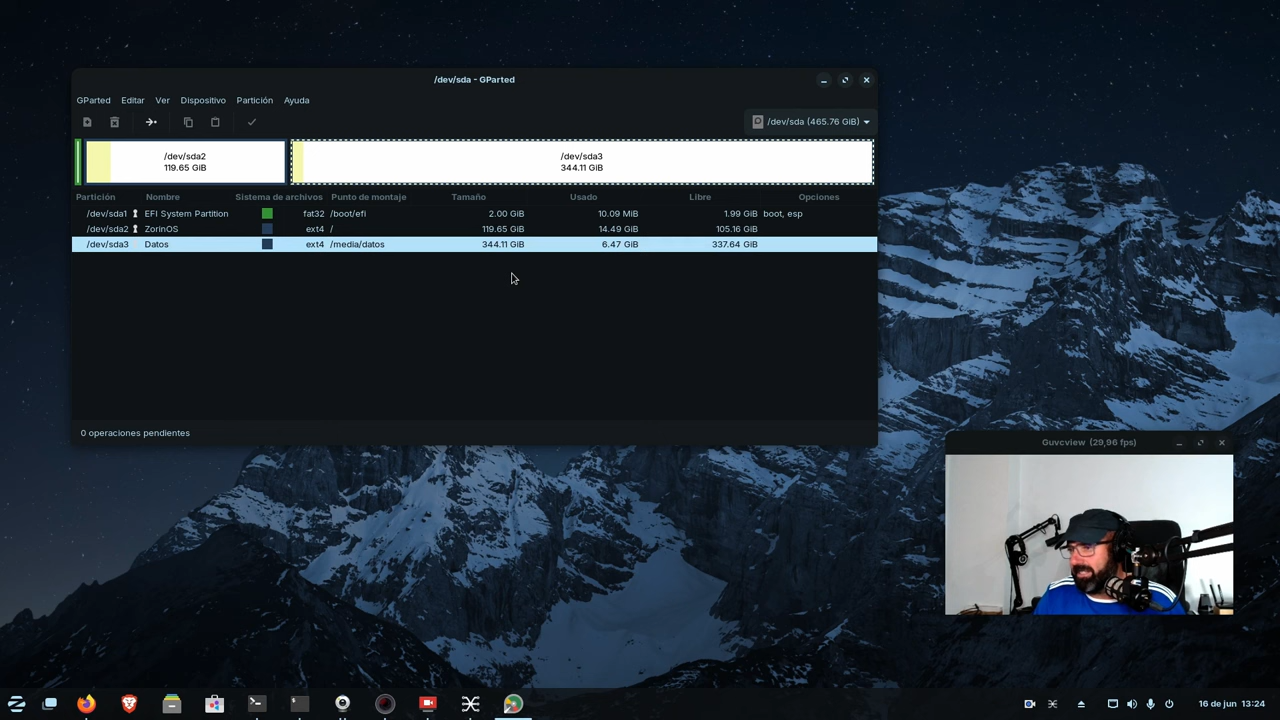 /dev/sda - GParted
GParted Editar Ver Dispositivo Partición Ayuda
/dev/sda (465.76 GiB)
/dev/sda2
119.65 GiB
/dev/sda3
344.11 GiB
Partición Nombre Sistema de archivos Punto de montaje Tamaño Usado Libre Opciones
/dev/sda1 EFI System Partition fat32 /boot/efi 2.00 GiB 10.09 MiB 1.99 GiB boot, esp
/dev/sda2 ZorinOS ext4 / 119.65 GiB 14.49 GiB 105.16 GiB
/dev/sda3 Datos ext4 /media/datos 344.11 GiB 6.47 GiB 337.64 GiB
0 operaciones pendientes
Guvcview (29,96 fps)
16 de jun 13:24